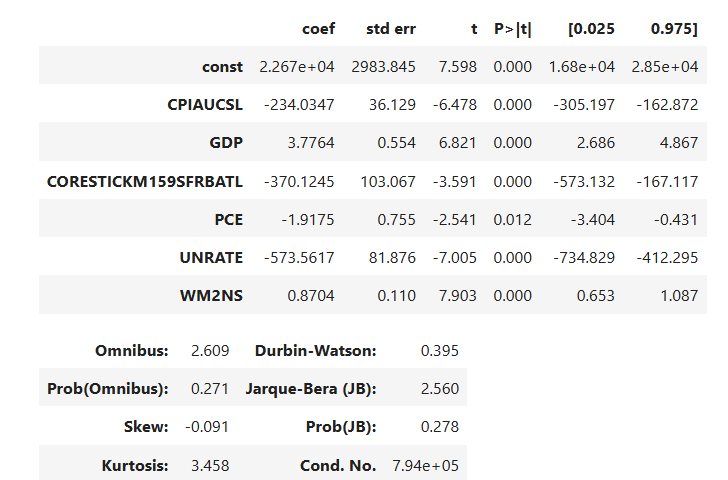 coef std err t P>|t| [0.025 0.975]
const 2.267e+04 2983.845 7.598 0.000 1.68e+04 2.85e+04
CPIAUCSL -234.0347 36.129 -6.478 0.000 -305.197 -162.872
GDP 3.7764 0.554 6.821 0.000 2.686 4.867
CORESTICKM159SFRBATL -370.1245 103.067 -3.591 0.000 -573.132 -167.117
PCE -1.9175 0.755 -2.541 0.012 -3.404 -0.431
UNRATE -573.5617 81.876 -7.005 0.000 -734.829 -412.295
WM2NS 0.8704 0.110 7.903 0.000 0.653 1.087
Omnibus: 2.609 Durbin-Watson: 0.395
Prob(Omnibus): 0.271 Jarque-Bera (JB): 2.560
Skew: -0.091 Prob(JB): 0.278
Kurtosis: 3.458 Cond. No. 7.94e+05